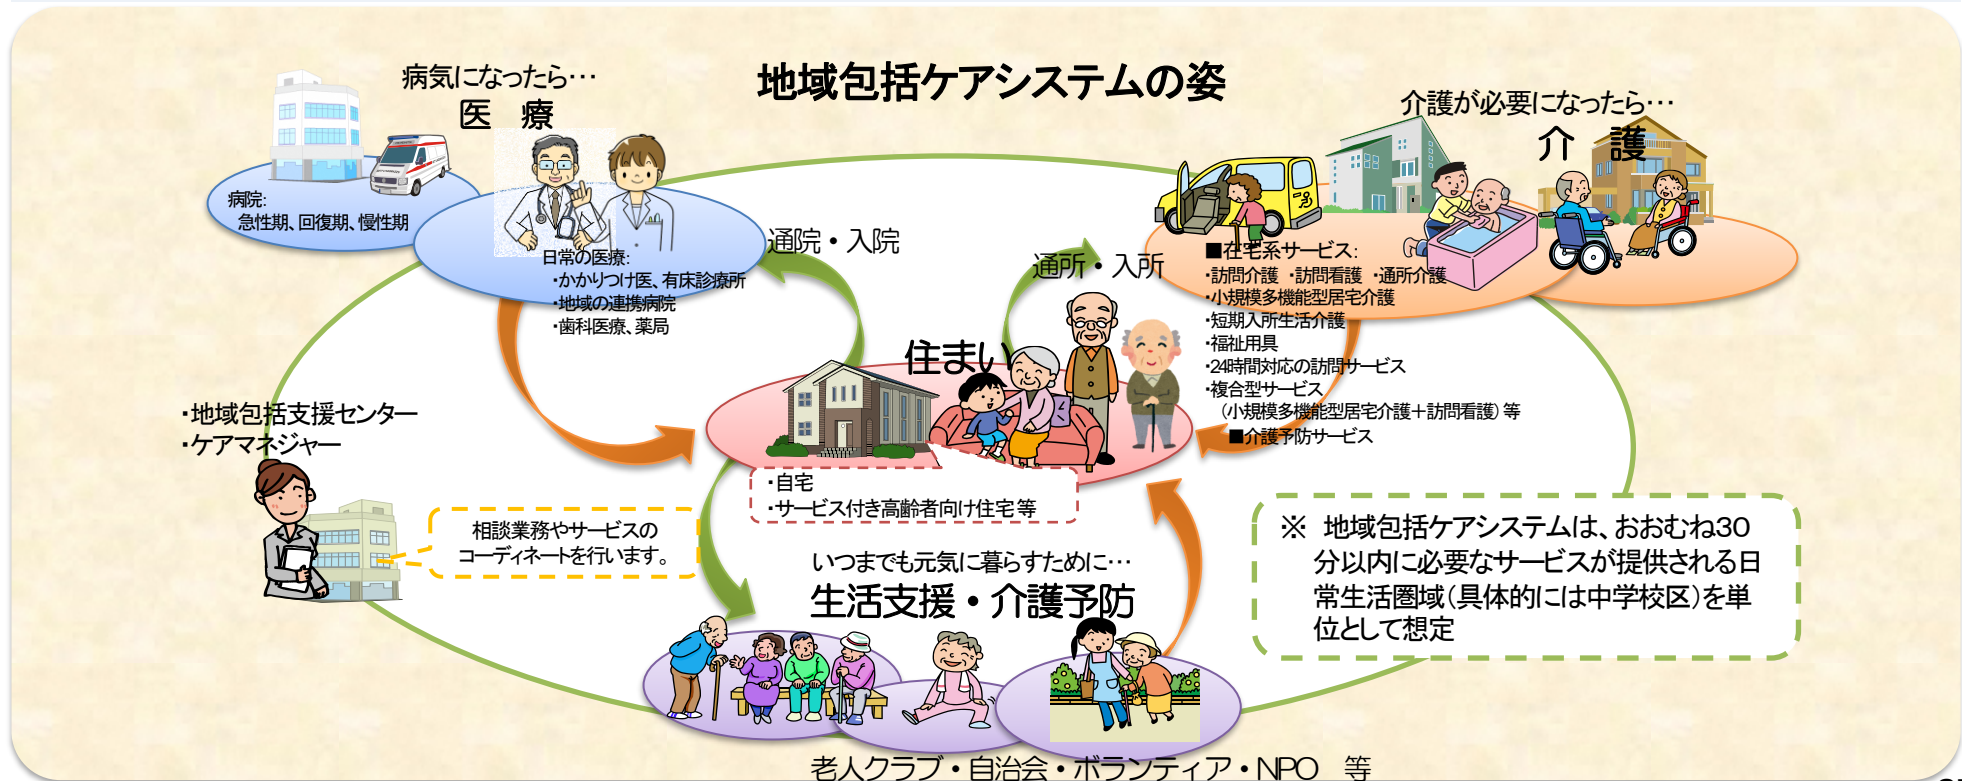 地域包括ケアシステムの姿
病気になったら…
医　療
病院:
急性期、回復期、慢性期
日常の医療:
・かかりつけ医、有床診療所
・地域の連携病院
・歯科医療、薬局
通院・入院
通所・入所
介護が必要になったら…
介　護
■在宅系サービス:
・訪問介護 ・訪問看護 ・通所介護
・小規模多機能型居宅介護
・短期入所生活介護
・福祉用具
・24時間対応の訪問サービス
・複合型サービス
（小規模多機能型居宅介護＋訪問看護） 等
■介護予防サービス
住まい
・自宅
・サービス付き高齢者向け住宅 等
・地域包括支援センター
・ケアマネジャー
相談業務やサービスの
コーディネートを行います。
いつまでも元気に暮らすために…
生活支援・介護予防
老人クラブ・自治会・ボランティア・NPO　等
※　地域包括ケアシステムは、おおむね30
分以内に必要なサービスが提供される日
常生活圏域（具体的には中学校区）を単
位として想定